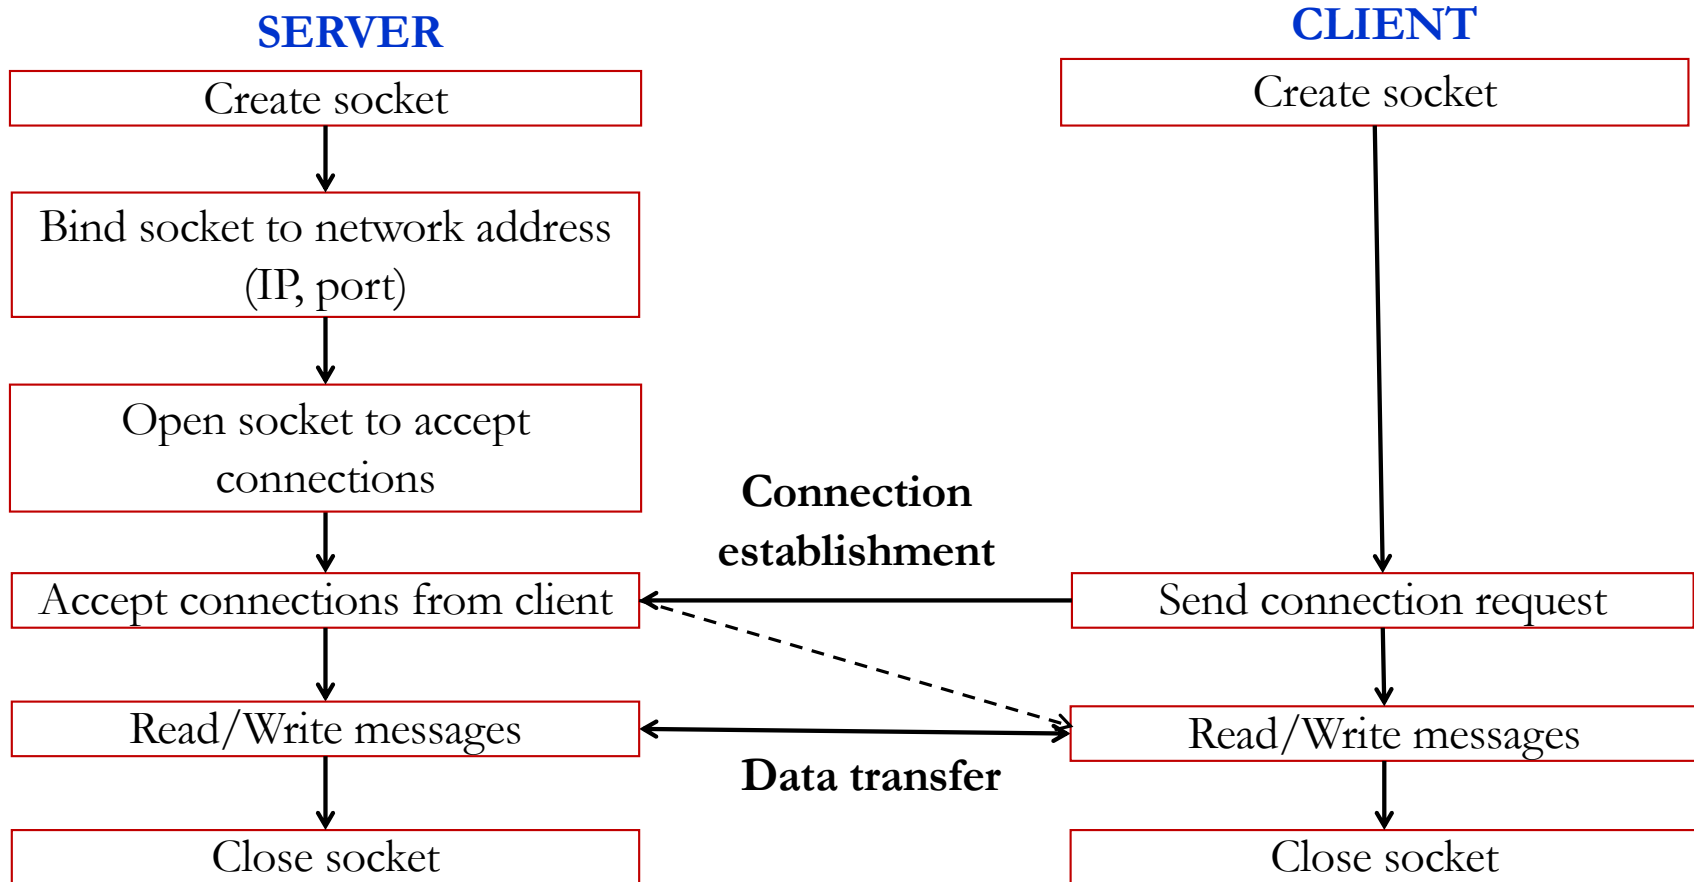 SERVER
Create socket
Bind socket to network address
(IP, port)
Open socket to accept
connections
Accept connections from client
Read/Write messages
Close socket
Connection
establishment
Data transfer
CLIENT
Create socket
Send connection request
Read/Write messages
Close socket